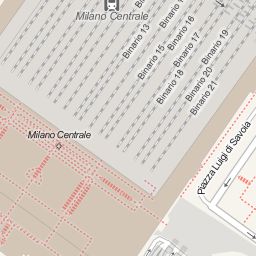 Milano Centrale
Binario 13
Binario 15
Binario 16
Binario 17
Binario 18
Binario 19
Binario 20
Binario 21
Milano Centrale
Piazza Luigi di Savoia